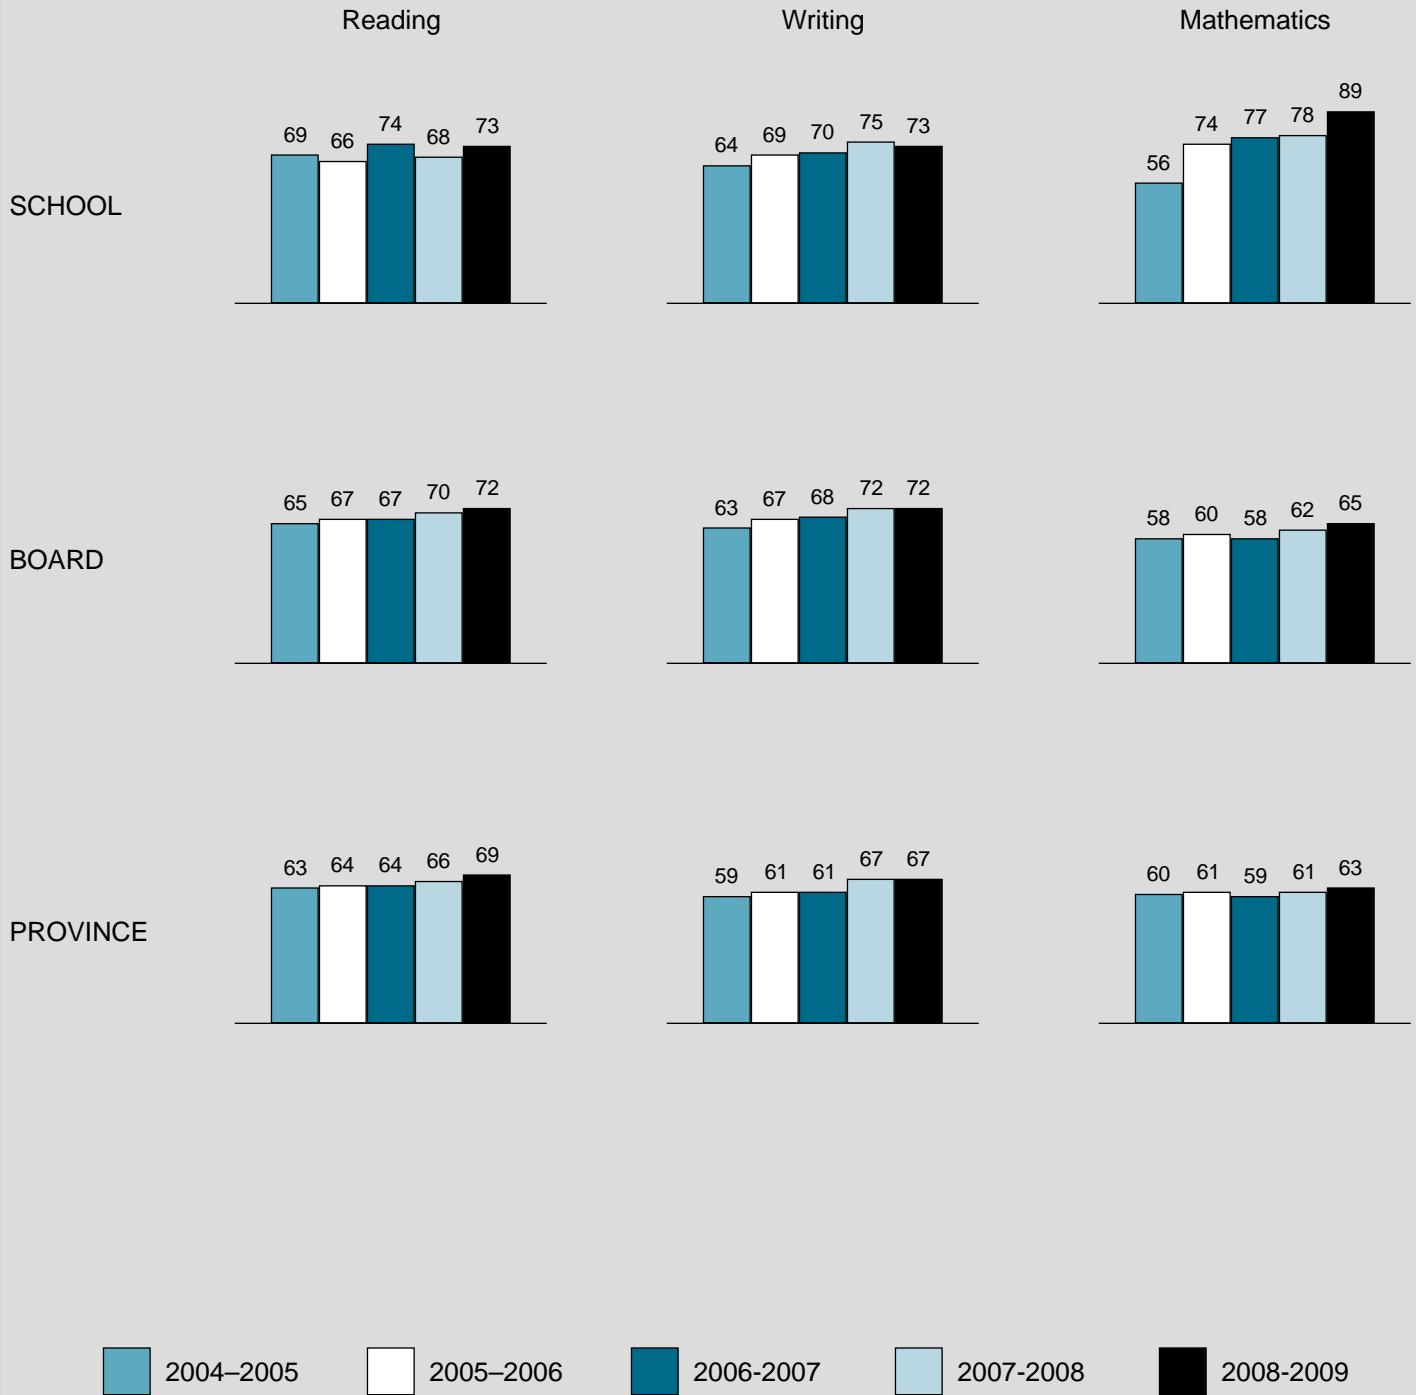 Reading Writing Mathematics
SCHOOL
69 66 74 68 73
64 69 70 75 73
56 74 77 78 89
BOARD
65 67 67 70 72
63 67 68 72 72
58 60 58 62 65
PROVINCE
63 64 64 66 69
59 61 61 67 67
60 61 59 61 63
2004–2005 2005–2006 2006-2007 2007-2008 2008-2009